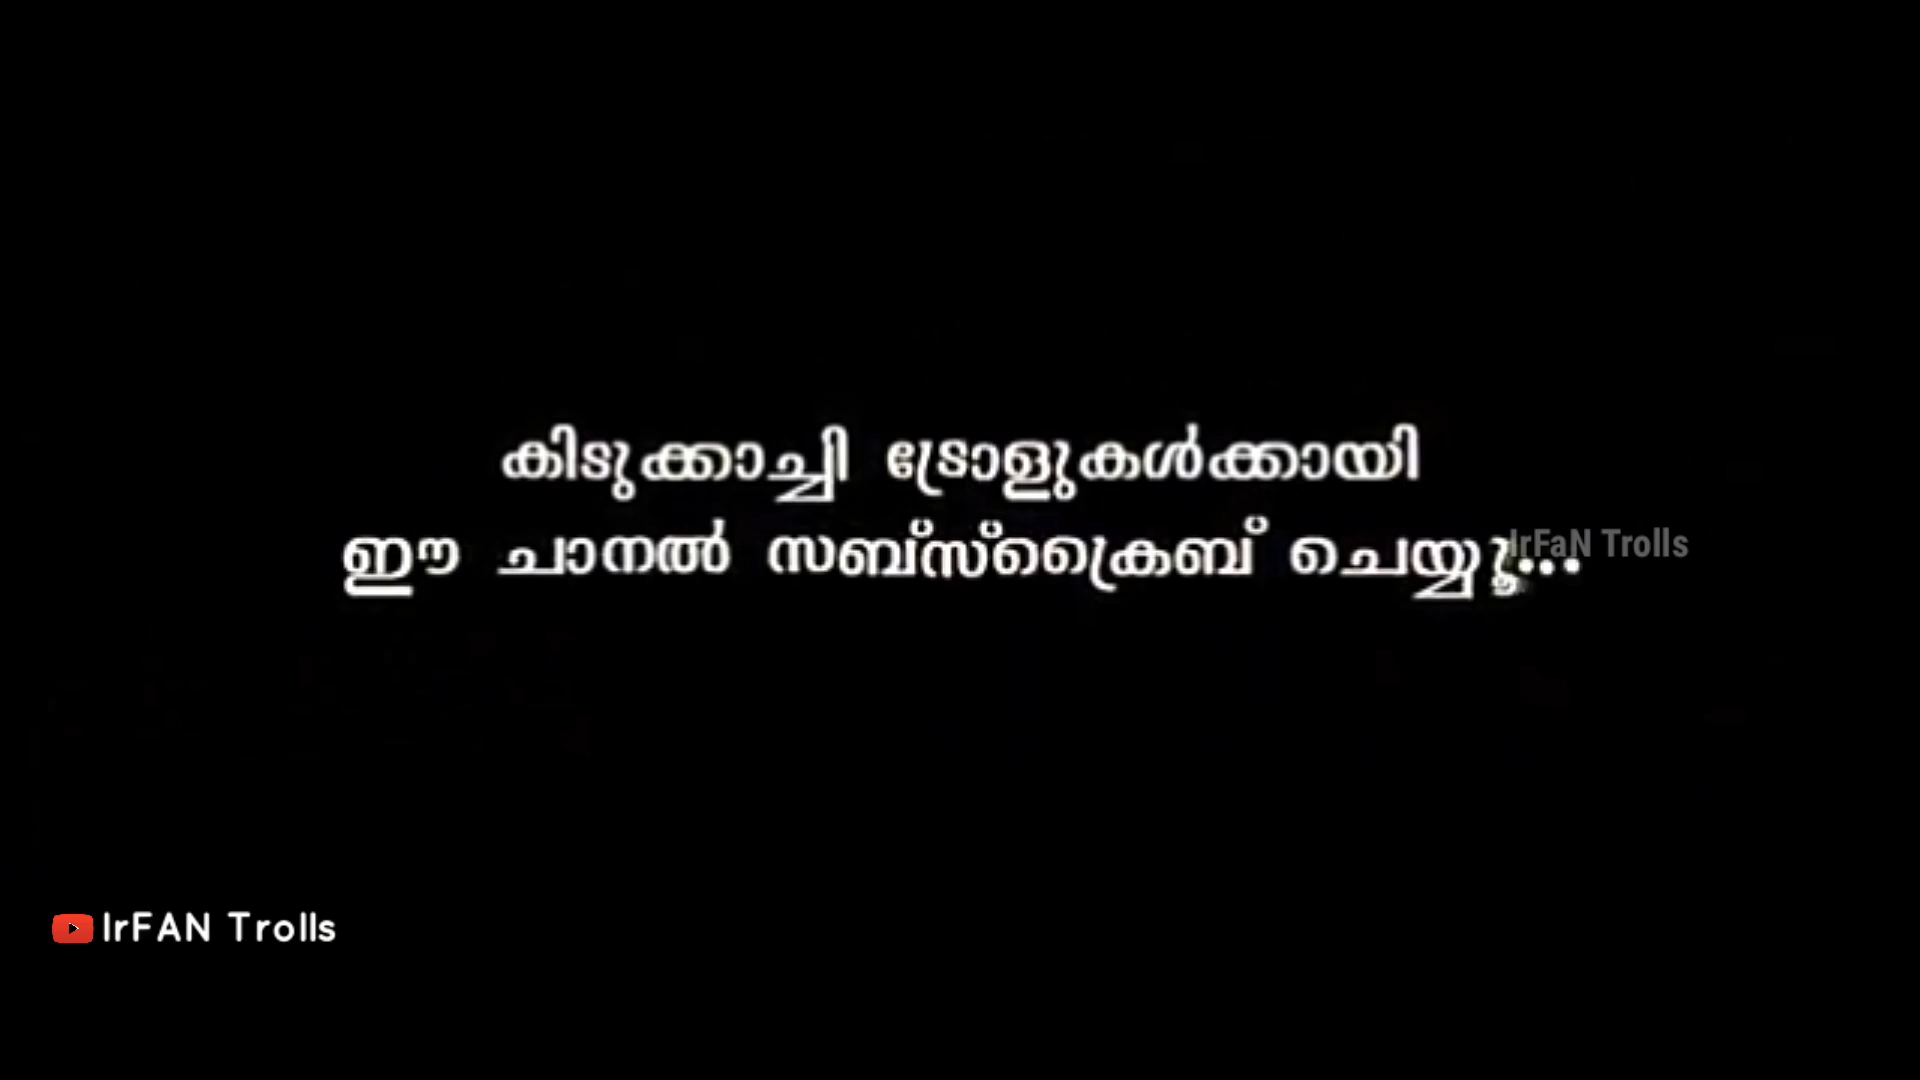 കിടുക്കാച്ചി ട്രോളുകൾക്കായി
ഈ ചാനൽ സബ്സ്ക്രൈബ് ചെയ്യൂ...
IrFaN Trolls
IrFAN Trolls